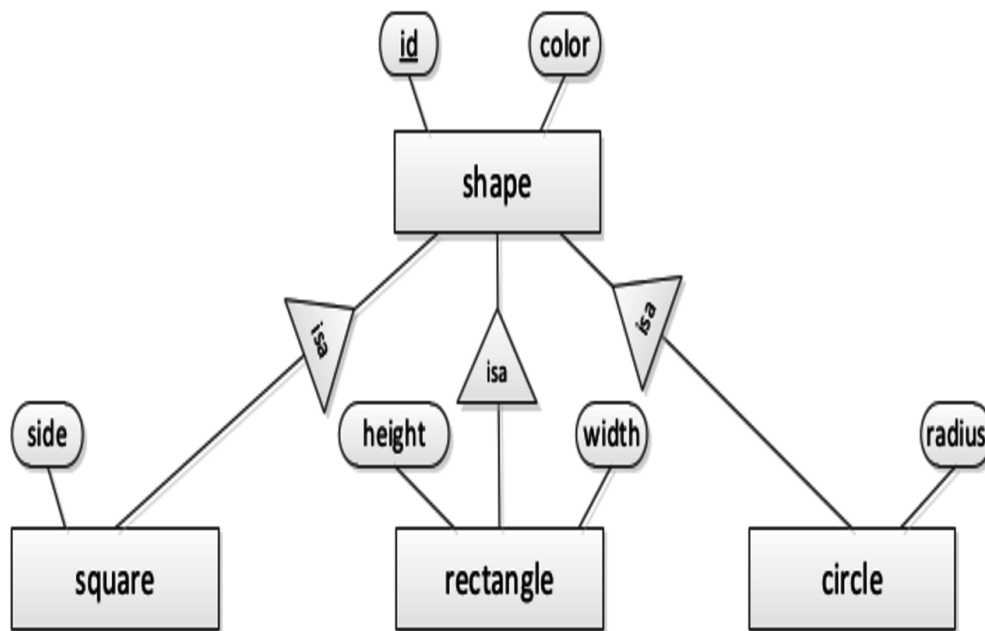 id
color
shape
isa
isa
isa
side
height
width
radius
square
rectangle
circle